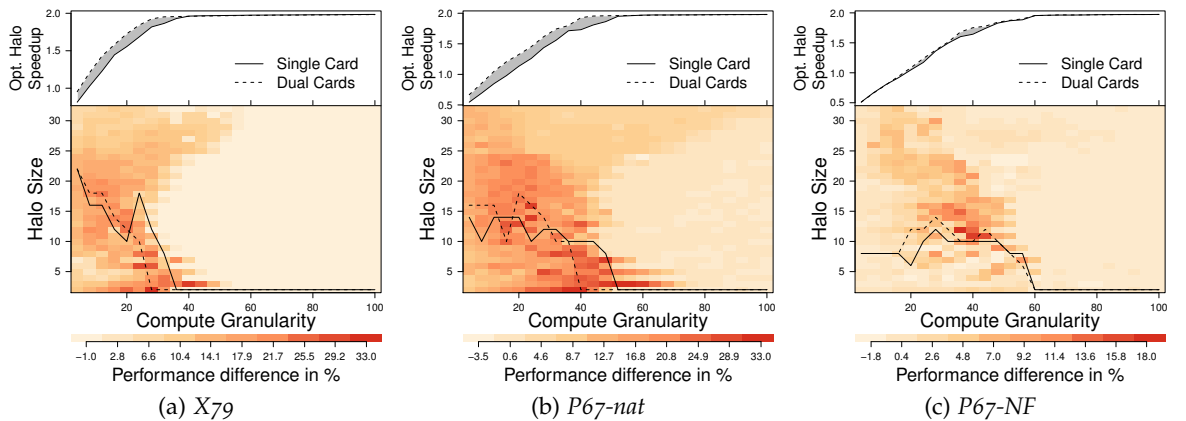 Opt. Halo
Speedup
2.0
1.5
1.0
Single Card
Dual Cards
Halo Size
30
25
20
15
10
5
20 40 60 80 100
Compute Granularity
−1.0 2.8 6.6 10.4 14.1 17.9 21.7 25.5 29.2 33.0
Performance difference in %
(a) X79
Opt. Halo
Speedup
2.0
1.5
1.0
0.5
Single Card
Dual Cards
Halo Size
30
25
20
15
10
5
20 40 60 80 100
Compute Granularity
−3.5 0.6 4.6 8.7 12.7 16.8 20.8 24.9 28.9 33.0
Performance difference in %
(b) P67-nat
Opt. Halo
Speedup
2.0
1.5
1.0
0.5
Single Card
Dual Cards
Halo Size
30
25
20
15
10
5
20 40 60 80 100
Compute Granularity
−1.8 0.4 2.6 4.8 7.0 9.2 11.4 13.6 15.8 18.0
Performance difference in %
(c) P67-NF